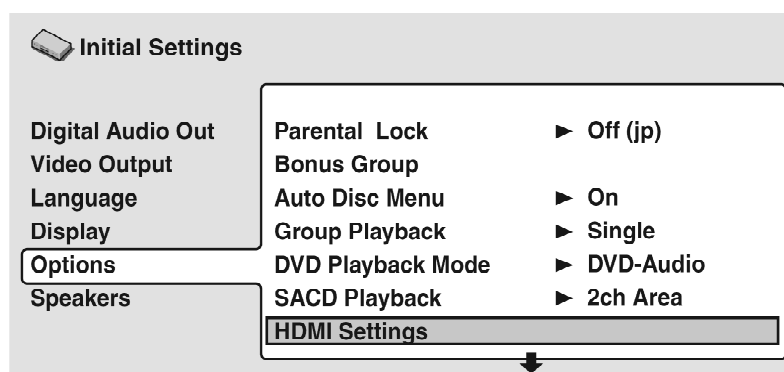 Initial Settings
Digital Audio Out
Video Output
Language
Display
Options
Speakers
Parental Lock ► Off (jp)
Bonus Group
Auto Disc Menu ► On
Group Playback ► Single
DVD Playback Mode ► DVD-Audio
SACD Playback ► 2ch Area
HDMI Settings